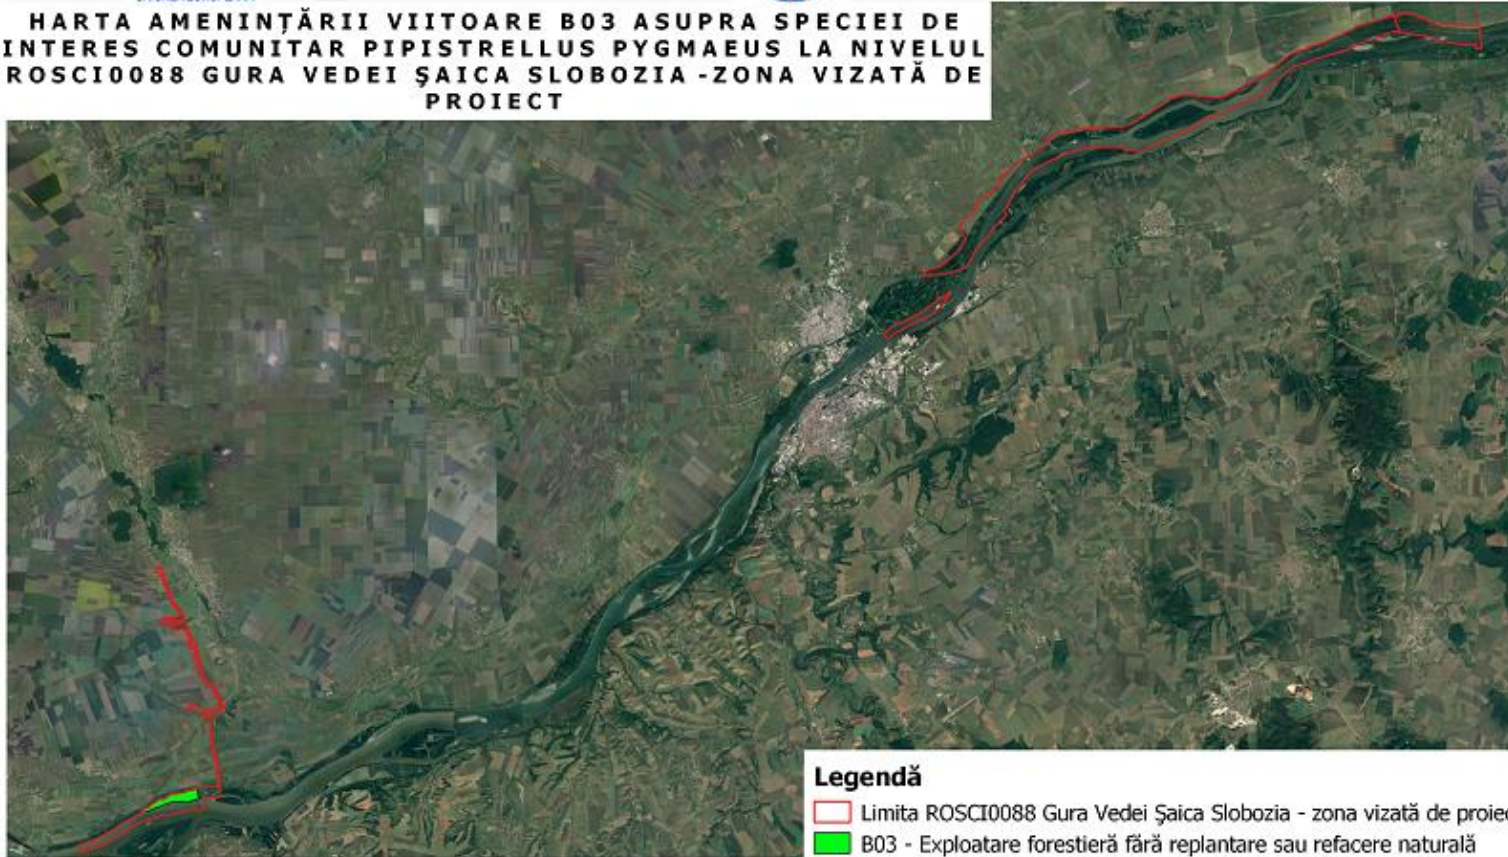 HARTA AMENINȚĂRII VIITOARE B03 ASUPRA SPECIEI DE
INTERES COMUNITAR PIPISTRELLUS PYGMAEUS LA NIVELUL
ROSCI0088 GURA VEDEI ŞAICA SLOBOZIA -ZONA VIZATĂ DE
PROIECT
Legendă
Limita ROSCI0088 Gura Vedei Şaica Slobozia - zona vizată de proiec
B03 - Exploatare forestieră fără replantare sau refacere naturală